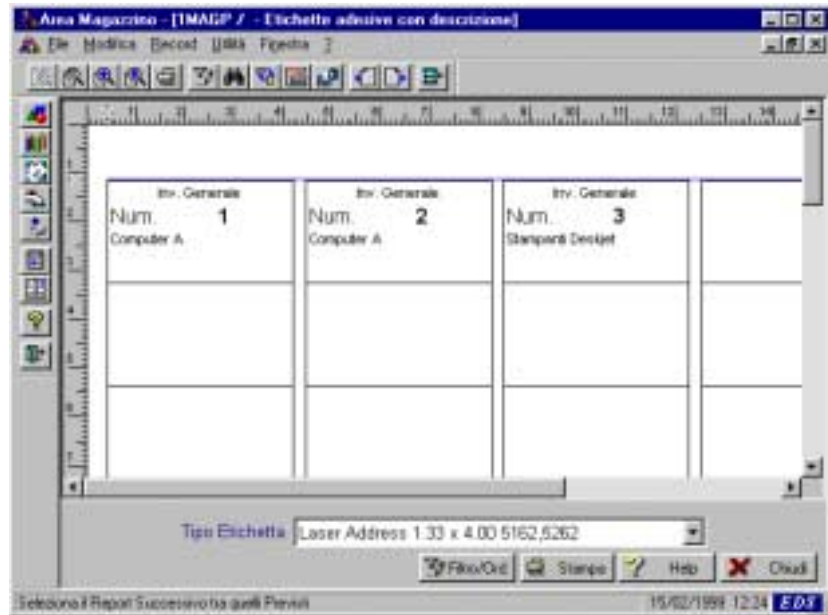 Area Magazzino - [1MAGP / - Etichette adesive con descrizione]
File Modifica Record Utilità Finestra ?
Inv. Generale Inv. Generale Inv. Generale
Num. 1 Num. 2 Num. 3
Computer A Computer A Stampanti Deskjet
Tipo Etichetta Laser Address 1.33 x 4.00 5162,5262
Filtro/Ord Stampa Help Chiudi
Seleziona il Report Successivo tra quelli Previsti 15/02/1999 12:24 EDS